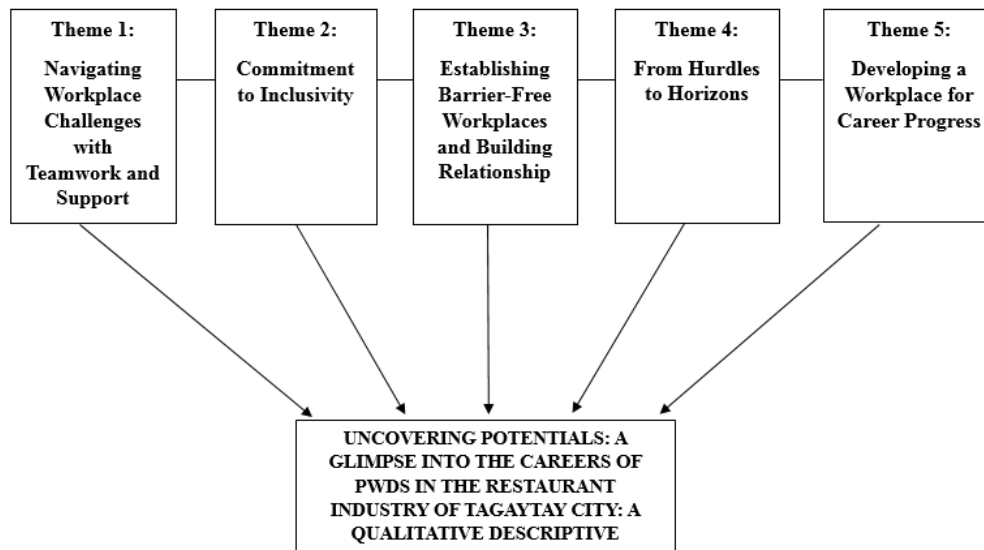 Theme 1:
Navigating
Workplace
Challenges
with
Teamwork and
Support
Theme 2:
Commitment
to Inclusivity
Theme 3:
Establishing
Barrier-Free
Workplaces
and Building
Relationship
Theme 4:
From Hurdles
to Horizons
Theme 5:
Developing a
Workplace for
Career Progress
UNCOVERING POTENTIALS: A
GLIMPSE INTO THE CAREERS OF
PWDS IN THE RESTAURANT
INDUSTRY OF TAGAYTAY CITY: A
QUALITATIVE DESCRIPTIVE